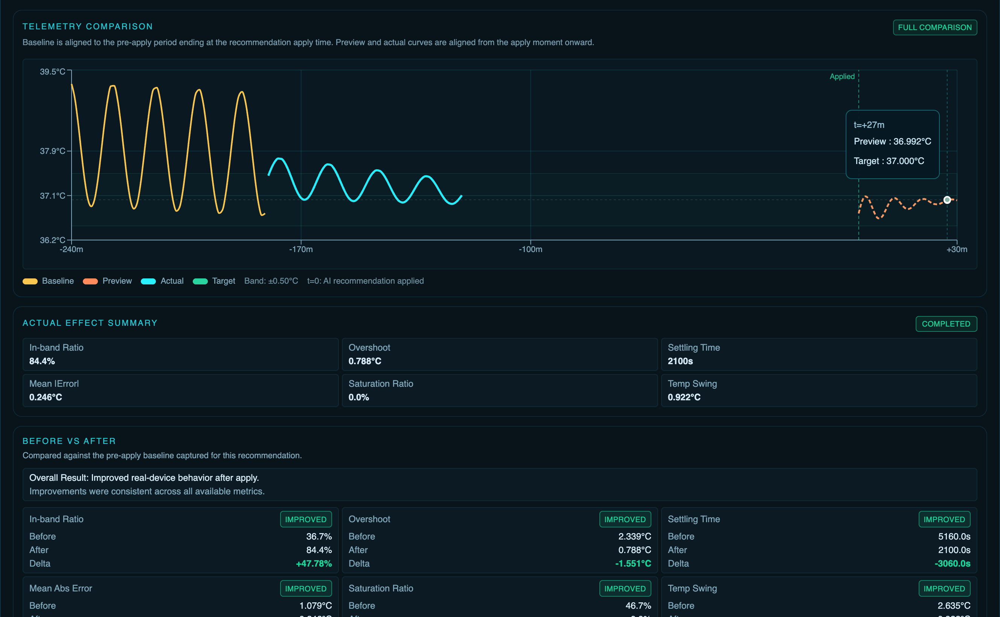 TELEMETRY COMPARISON
FULL COMPARISON
Baseline is aligned to the pre-apply period ending at the recommendation apply time. Preview and actual curves are aligned from the apply moment onward.
39.5°C
Applied
t=+27m
Preview : 36.992°C
37.9°C
Target : 37.000°C
37.1°C
36.2°C
-240m
-170m
-100m
+30m
Baseline Preview Actual Target Band: ±0.50°C t=0: AI recommendation applied
ACTUAL EFFECT SUMMARY
COMPLETED
In-band Ratio
84.4%
Overshoot
0.788°C
Settling Time
2100s
Mean |Error|
0.246°C
Saturation Ratio
0.0%
Temp Swing
0.922°C
BEFORE VS AFTER
Compared against the pre-apply baseline captured for this recommendation.
Overall Result: Improved real-device behavior after apply.
Improvements were consistent across all available metrics.
In-band Ratio IMPROVED
Before 36.7%
After 84.4%
Delta +47.78%
Overshoot IMPROVED
Before 2.339°C
After 0.788°C
Delta -1.551°C
Settling Time IMPROVED
Before 5160.0s
After 2100.0s
Delta -3060.0s
Mean Abs Error IMPROVED
Before 1.079°C
Saturation Ratio IMPROVED
Before 46.7%
Temp Swing IMPROVED
Before 2.635°C